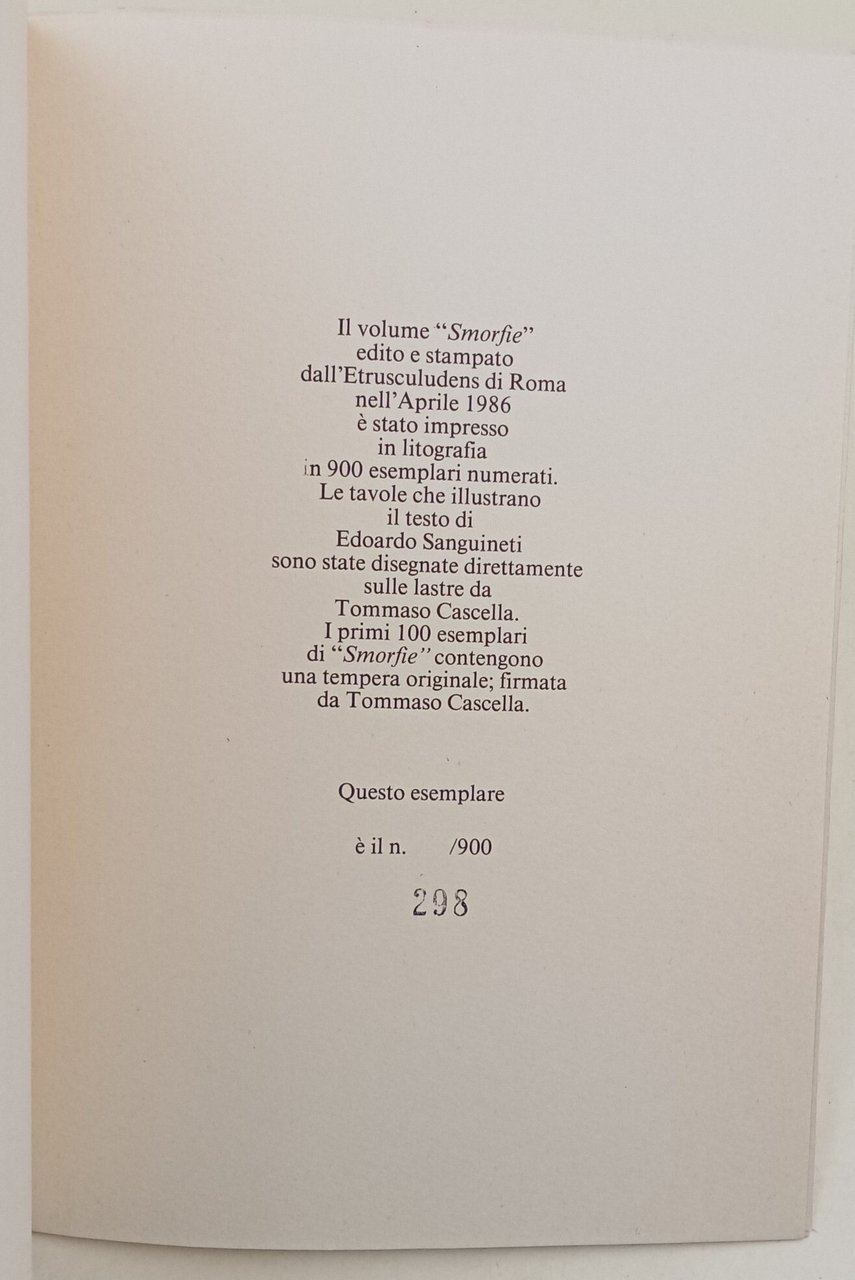 Il volume “Smorfie”
edito e stampato
dall’Etrusculudens di Roma
nell’Aprile 1986
è stato impresso
in litografia
in 900 esemplari numerati.
Le tavole che illustrano
il testo di
Edoardo Sanguineti
sono state disegnate direttamente
sulle lastre da
Tommaso Cascella.
I primi 100 esemplari
di “Smorfie” contengono
una tempera originale; firmata
da Tommaso Cascella.
Questo esemplare
è il n. /900
298